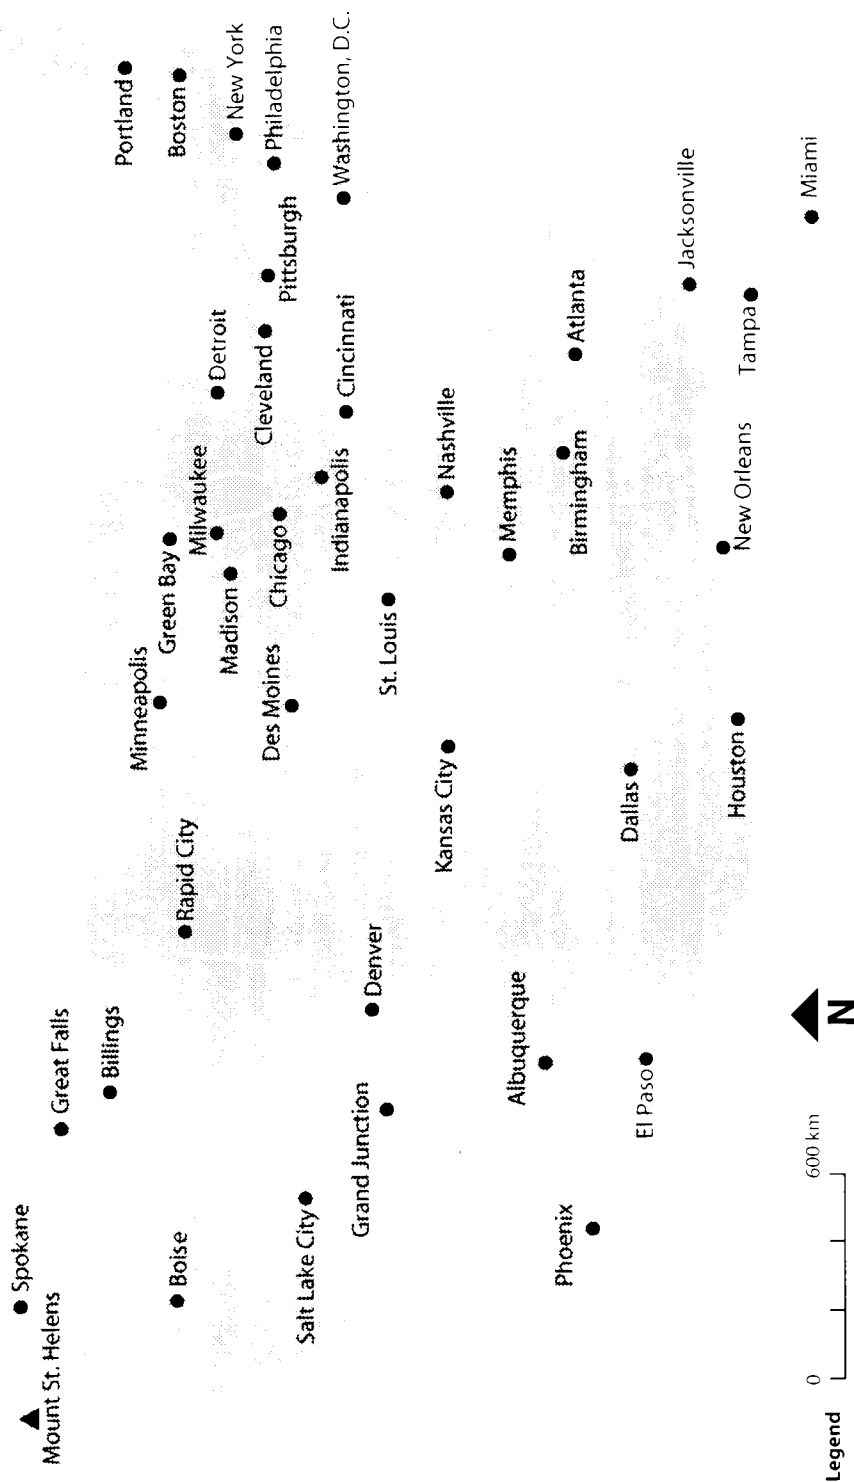 Mount St. Helens
Spokane
Great Falls
Billings
Boise
Rapid City
Minneapolis
Green Bay
Milwaukee
Madison
Detroit
Portland
Boston
New York
Philadelphia
Pittsburgh
Cleveland
Chicago
Des Moines
Salt Lake City
Indianapolis
Cincinnati
Washington, D.C.
Denver
Grand Junction
St. Louis
Kansas City
Nashville
Memphis
Albuquerque
Phoenix
Birmingham
Atlanta
El Paso
Dallas
Jacksonville
Houston
New Orleans
Tampa
Miami
Legend
0
600 km
N